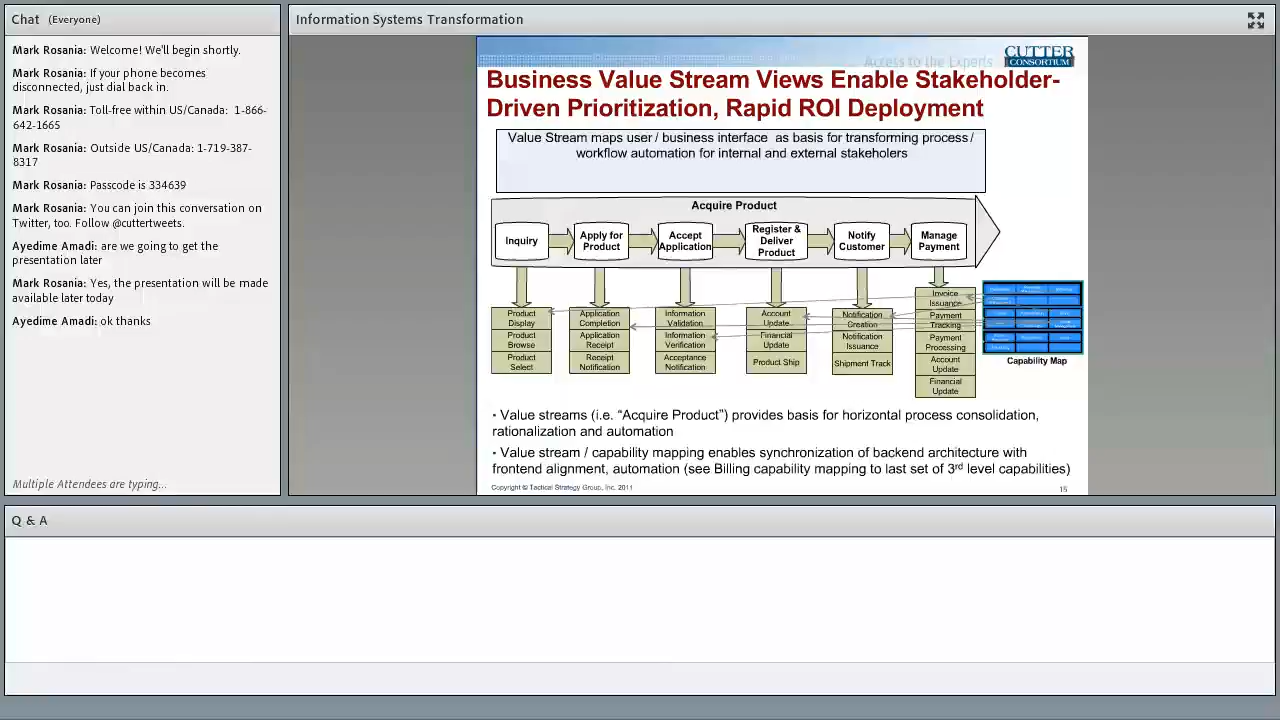 Chat (Everyone)
Mark Rosania: Welcome! We'll begin shortly.
Mark Rosania: If your phone becomes
disconnected, just dial back in.
Mark Rosania: Toll-free within US/Canada: 1-866-
642-1665
Mark Rosania: Outside US/Canada: 1-719-387-
8317
Mark Rosania: Passcode is 334639
Mark Rosania: You can join this conversation on
Twitter, too. Follow @cuttertweets.
Ayedime Amadi: are we going to get the
presentation later
Mark Rosania: Yes, the presentation will be made
available later today
Ayedime Amadi: ok thanks
Multiple Attendees are typing...
Information Systems Transformation
Access to the Experts
CUTTER
CONSORTIUM
Business Value Stream Views Enable Stakeholder-
Driven Prioritization, Rapid ROI Deployment
Value Stream maps user / business interface as basis for transforming process /
workflow automation for internal and external stakeholders
Acquire Product
Inquiry
Apply for
Product
Accept
Application
Register &
Deliver
Product
Notify
Customer
Manage
Payment
Product
Display
Product
Browse
Product
Select
Application
Completion
Application
Receipt
Receipt
Notification
Information
Validation
Information
Verification
Acceptance
Notification
Account
Update
Financial
Update
Product Ship
Notification
Creation
Notification
Issuance
Shipment Track
Invoice
Issuance
Payment
Tracking
Payment
Processing
Account
Update
Financial
Update
Capability Map
• Value streams (i.e. “Acquire Product”) provides basis for horizontal process consolidation,
rationalization and automation
• Value stream / capability mapping enables synchronization of backend architecture with
frontend alignment, automation (see Billing capability mapping to last set of 3rd level capabilities)
Copyright © Tactical Strategy Group, Inc. 2011
15
Q & A